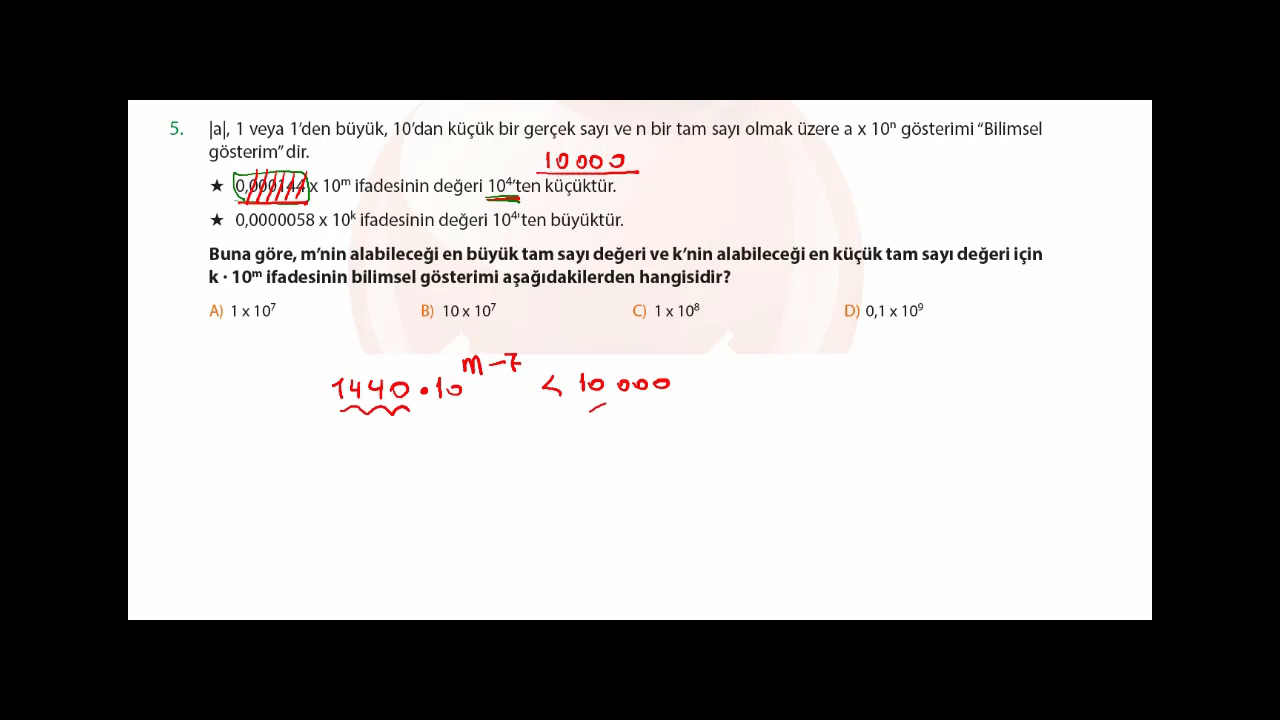 5. |a|, 1 veya 1'den büyük, 10'dan küçük bir gerçek sayı ve n bir tam sayı olmak üzere a x 10ⁿ gösterimi "Bilimsel
gösterim" dir.
10000
★ 0,000144 x 10ᵐ ifadesinin değeri 10⁴'ten küçüktür.
★ 0,0000058 x 10ᵏ ifadesinin değeri 10⁴'ten büyüktür.
Buna göre, m'nin alabileceği en büyük tam sayı değeri ve k'nin alabileceği en küçük tam sayı değeri için
k · 10ᵐ ifadesinin bilimsel gösterimi aşağıdakilerden hangisidir?
A) 1 x 10⁷ B) 10 x 10⁷ C) 1 x 10⁸ D) 0,1 x 10⁹
1440 · 10ᵐ⁻⁷ < 10 000